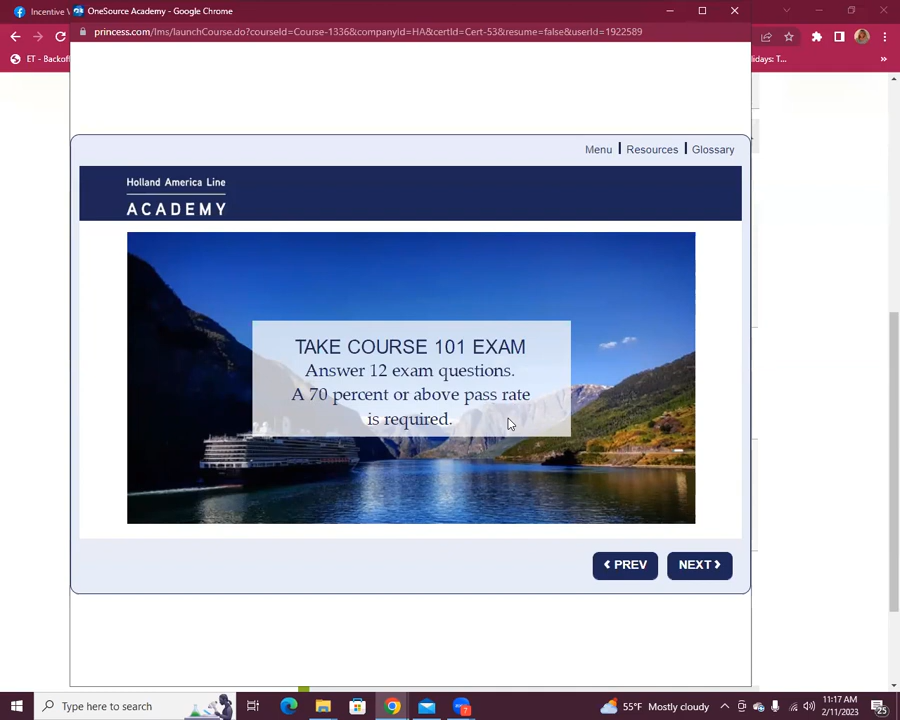 Incentive V
OneSource Academy - Google Chrome
princess.com/lms/launchCourse.do?courseId=Course-1336&companyId=HA&certId=Cert-53&resume=false&userId=1922589
ET - Backoff
lidays: T...
»
Menu | Resources | Glossary
Holland America Line
ACADEMY
TAKE COURSE 101 EXAM
Answer 12 exam questions.
A 70 percent or above pass rate
is required.
PREV NEXT
Type here to search
7
55°F Mostly cloudy
11:17 AM
2/11/2023
25